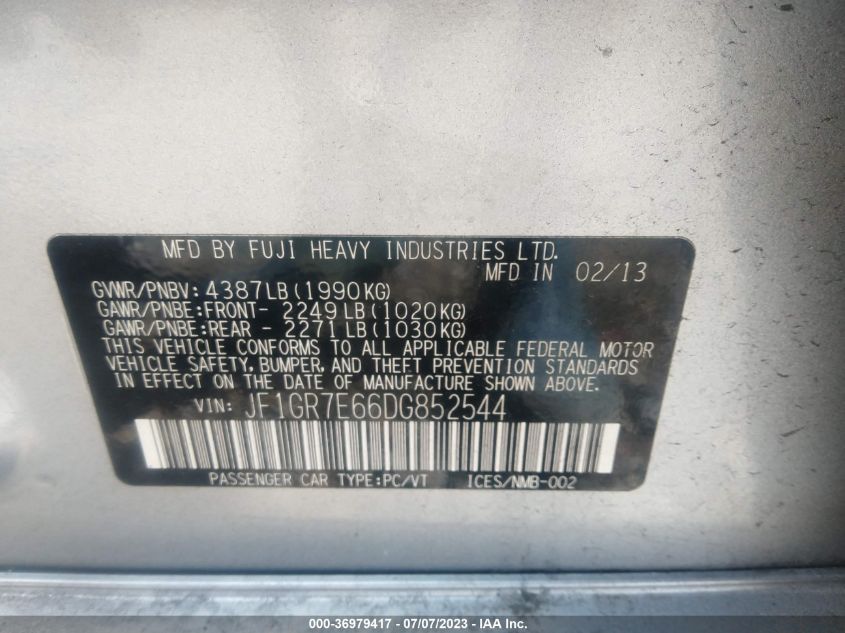 MFD BY FUJI HEAVY INDUSTRIES LTD.
MFD IN 02/13
GVWR/PNBV: 4387LB(1990KG)
GAWR/PNBE:FRONT- 2249LB(1020KG)
GAWR/PNBE:REAR - 2271LB(1030KG)
THIS VEHICLE CONFORMS TO ALL APPLICABLE FEDERAL MOTOR
VEHICLE SAFETY, BUMPER, AND THEFT PREVENTION STANDARDS
IN EFFECT ON THE DATE OF MANUFACTURE SHOWN ABOVE.
VIN: JF1GR7E66DG852544
PASSENGER CAR TYPE:PC/VT ICES/NMB-002
000-36979417 - 07/07/2023 - IAA Inc.